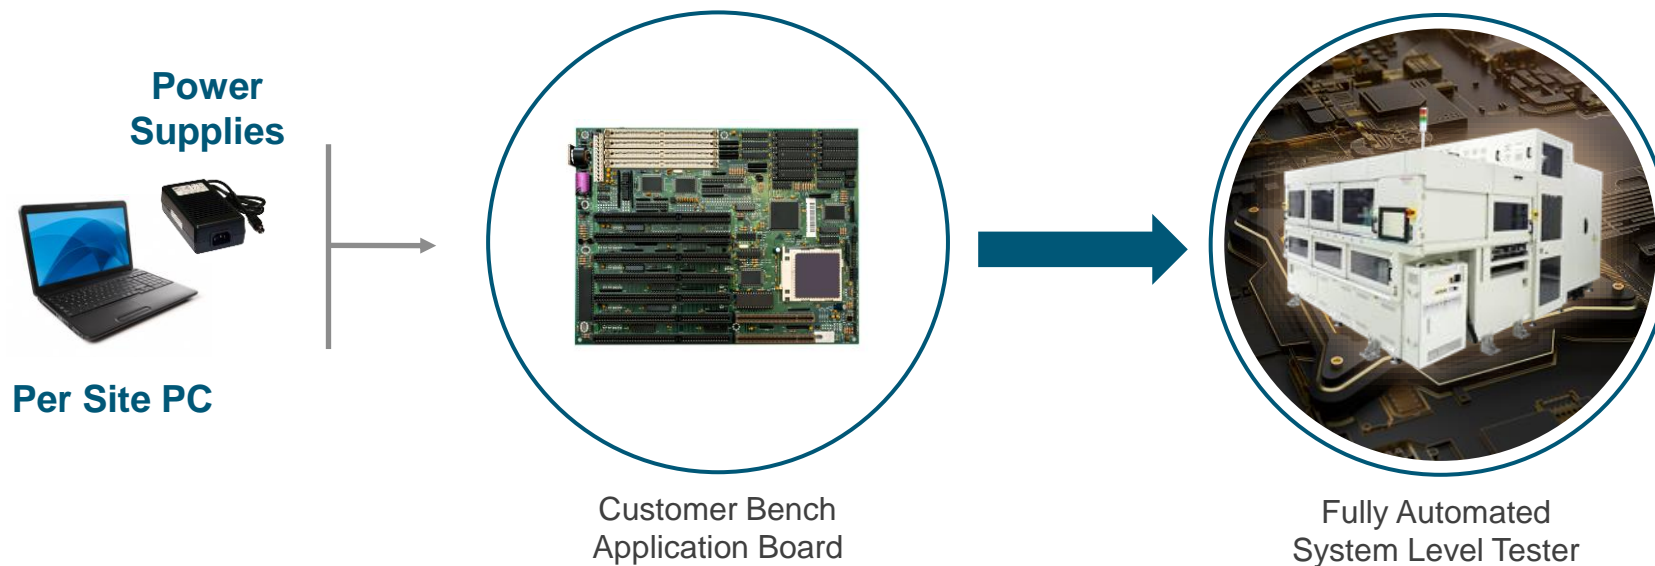 Power
Supplies
Per Site PC
Customer Bench
Application Board
Fully Automated
System Level Tester